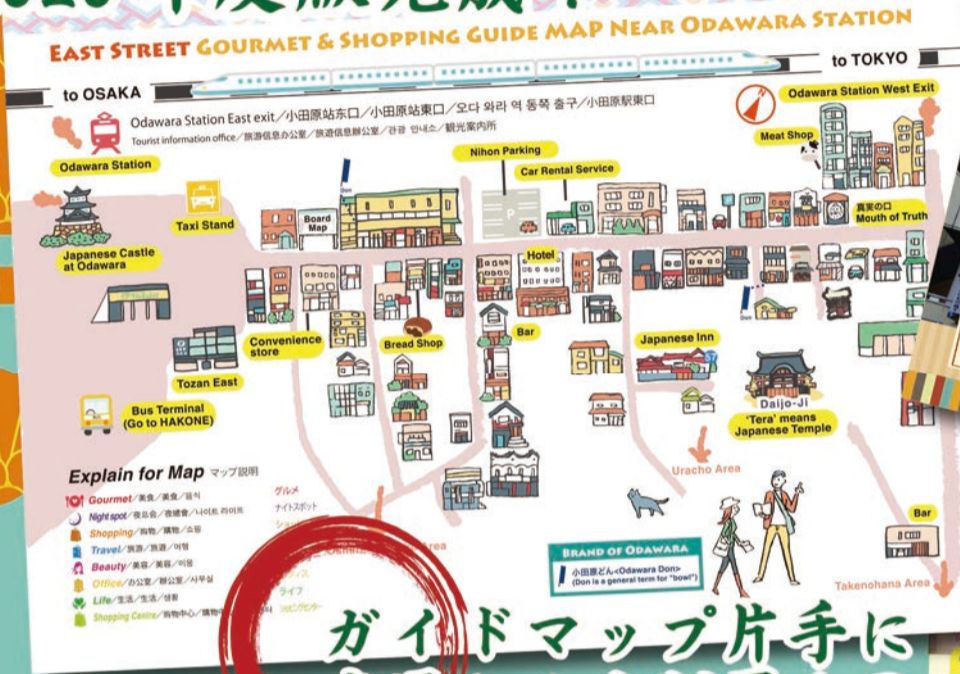 EAST STREET GOURMET & SHOPPING GUIDE MAP NEAR ODAWARA STATION
to OSAKA
to TOKYO
Odawara Station East exit／小田原站东口／小田原站東口／오다 와라 역 동쪽 출구／小田原駅東口
Tourist information office／旅游信息办公室／旅遊信息辦公室／관광 안내소／観光案内所
Odawara Station West Exit
Meat Shop
Nihon Parking
Car Rental Service
Odawara Station
Taxi Stand
Don
Board Map
P
真実の口
Mouth of Truth
Japanese Castle
at Odawara
Hotel
Don
Convenience
store
Bread Shop
Bar
Japanese Inn
Tozan East
Daijo-Ji
'Tera' means
Japanese Temple
Bus Terminal
(Go to HAKONE)
Uracho Area
Explain for Map マップ説明
Gourmet／美食／美食／음식 グルメ
Night spot／夜总会／夜總會／나이트 라이트 ナイトスポット
Shopping／购物／購物／쇼핑
Travel／旅游／旅遊／여행
Beauty／美容／美容／미용
Office／办公室／辦公室／사무실
Life／生活／生活／생활 ライフ
Shopping Centre／购物中心／購物中
Area
Bar
BRAND OF ODAWARA
小田原どん<Odawara Don>
(Don is a general term for "bowl")
Takenohana Area
ガイドマップ片手に